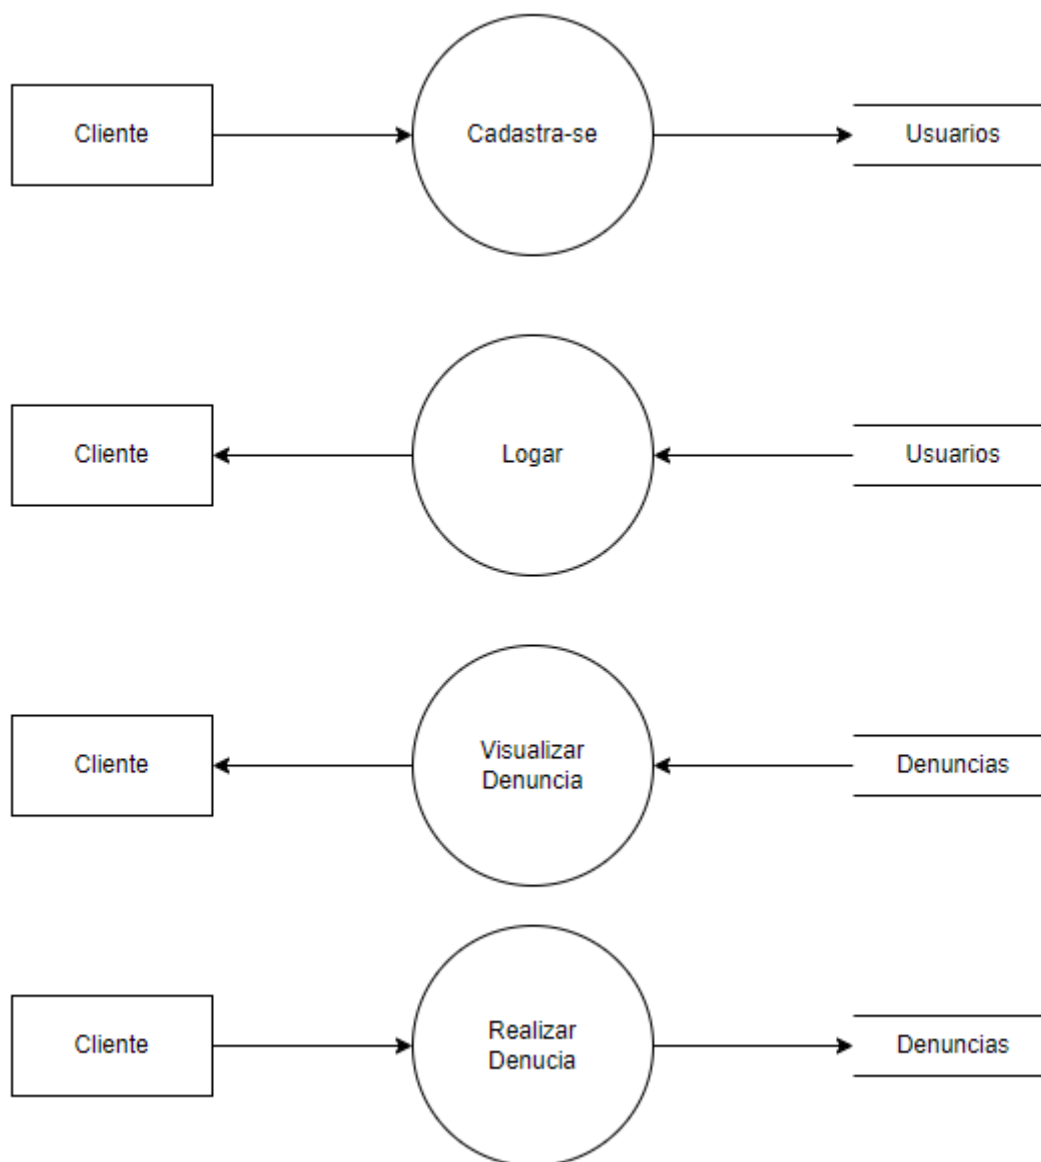 Cliente
Cadastra-se
Usuarios
Cliente
Logar
Usuarios
Cliente
Visualizar
Denuncia
Denuncias
Cliente
Realizar
Denucia
Denuncias